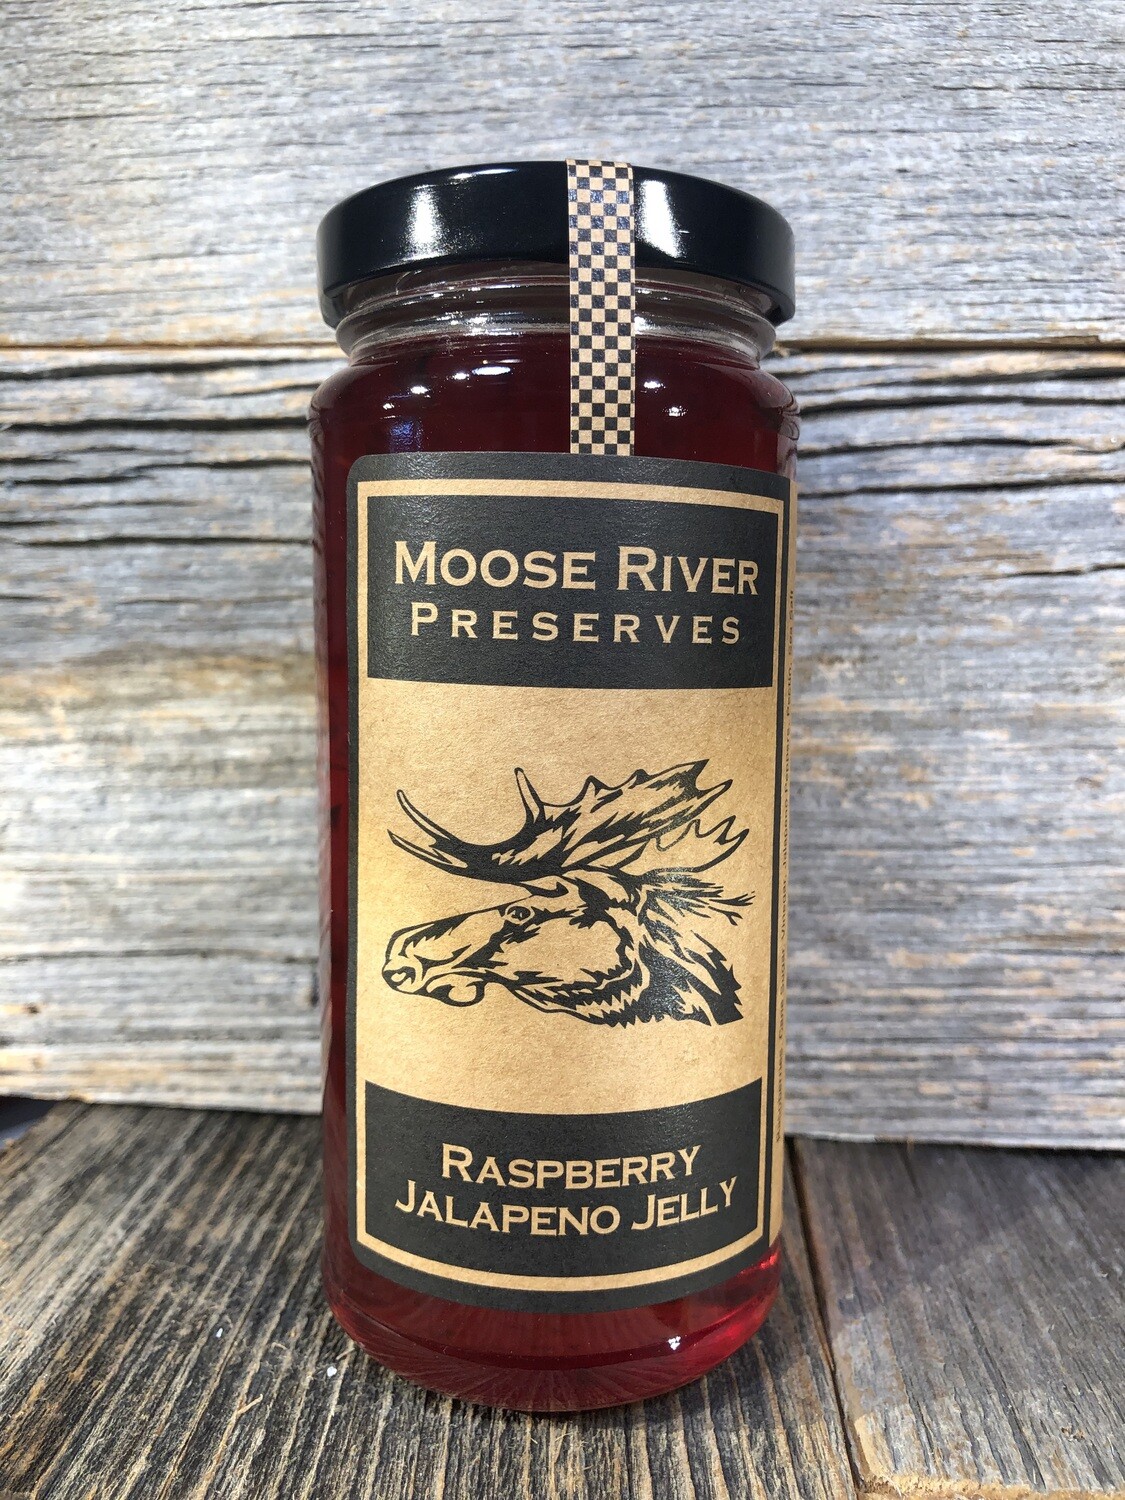 MOOSE RIVER
PRESERVES
RASPBERRY
JALAPENO JELLY